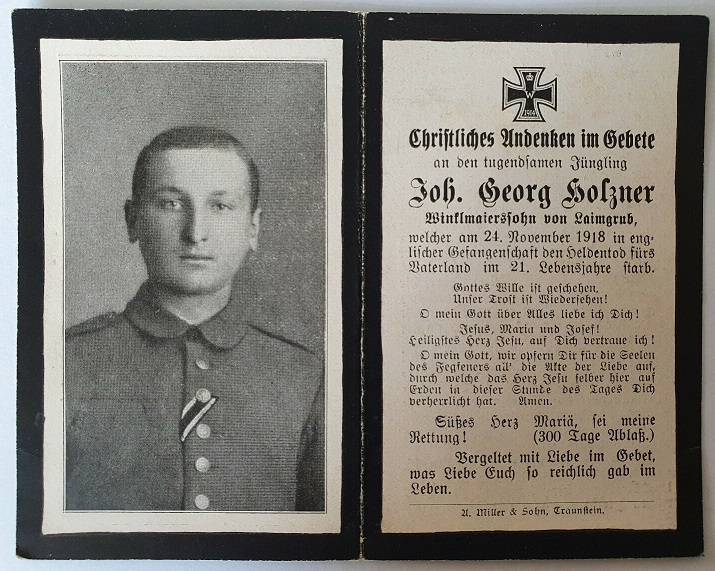 W
1914
Christliches Andenken im Gebete
an den tugendsamen Jüngling
Joh. Georg Holzner
Winklmaierssohn von Laimgrub,
welcher am 24. November 1918 in eng-
lischer Gefangenschaft den Heldentod fürs
Vaterland im 21. Lebensjahre starb.
Gottes Wille ist geschehen,
Unser Trost ist Wiedersehen!
O mein Gott über Alles liebe ich Dich!
Jesus, Maria und Josef!
Heiligstes Herz Jesu, auf Dich vertraue ich!
O mein Gott, wir opfern Dir für die Seelen
des Fegfeuers all' die Akte der Liebe auf,
durch welche das Herz Jesu selber hier auf
Erden in dieser Stunde des Tages Dich
verherrlicht hat. Amen.
Süßes Herz Mariä, sei meine
Rettung! (300 Tage Ablaß.)
Vergeltet mit Liebe im Gebet,
was Liebe Euch so reichlich gab im
Leben.
A. Miller & Sohn, Traunstein.